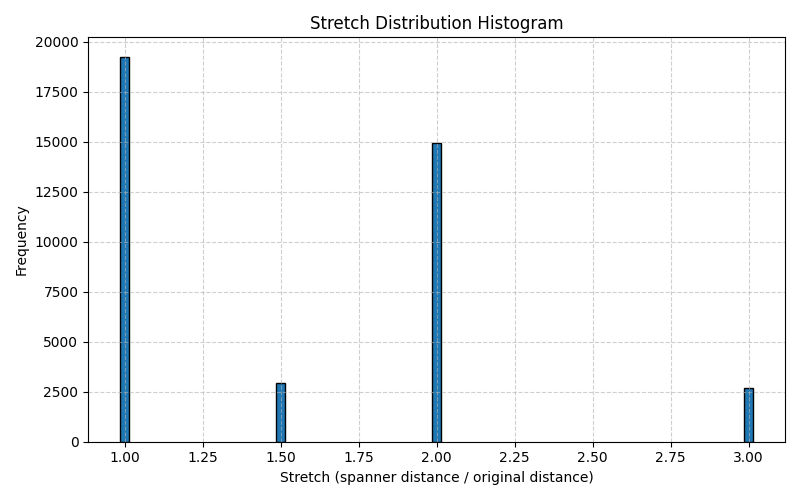 Stretch Distribution Histogram
20000
17500
15000
12500
10000
7500
5000
2500
0
Frequency
1.00 1.25 1.50 1.75 2.00 2.25 2.50 2.75 3.00
Stretch (spanner distance / original distance)